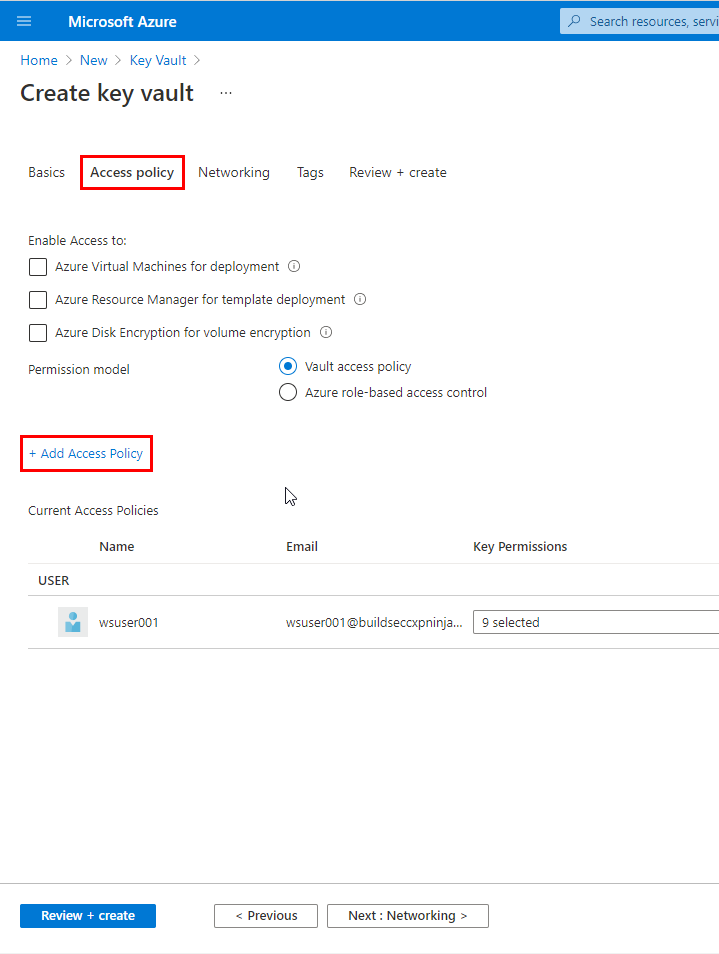 Microsoft Azure
Search resources, servi
Home > New > Key Vault >
Create key vault ...
Basics Access policy Networking Tags Review + create
Enable Access to:
Azure Virtual Machines for deployment
Azure Resource Manager for template deployment
Azure Disk Encryption for volume encryption
Permission model
Vault access policy
Azure role-based access control
+ Add Access Policy
Current Access Policies
Name Email Key Permissions
USER
wsuser001 wsuser001@buildseccxpninja... 9 selected
Review + create < Previous Next : Networking >